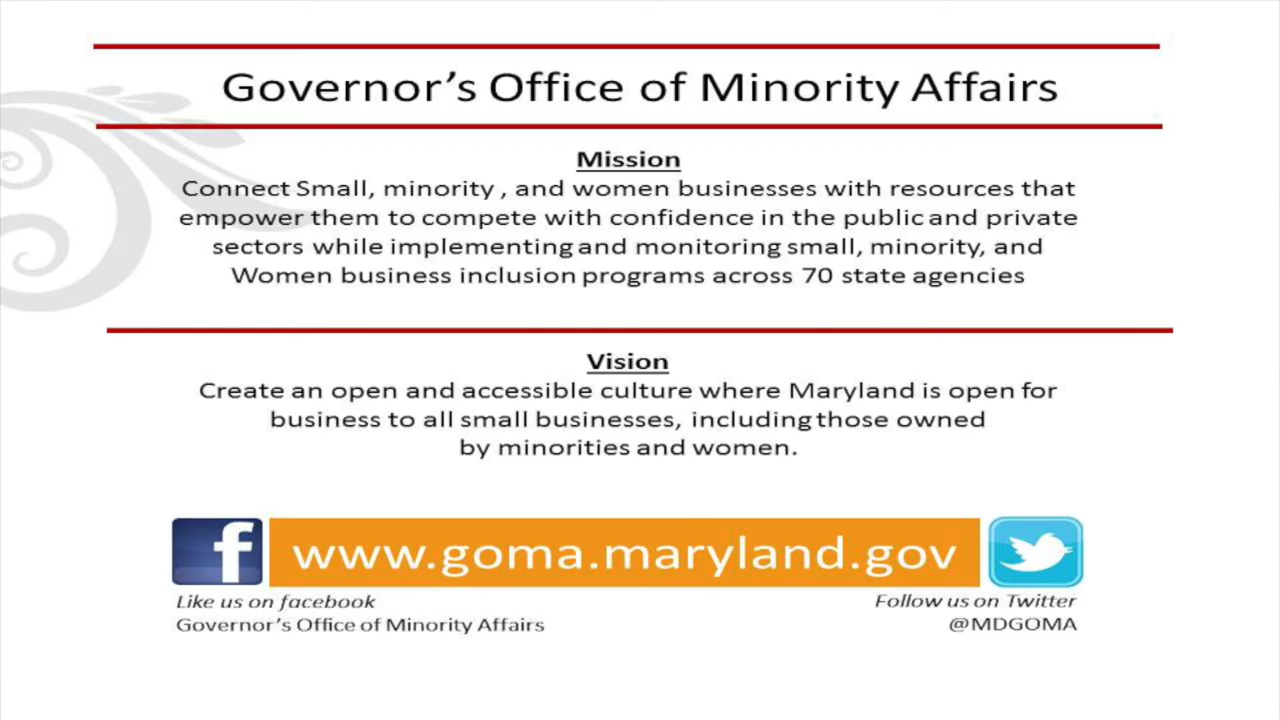 Governor's Office of Minority Affairs
Mission
Connect Small, minority , and women businesses with resources that
empower them to compete with confidence in the public and private
sectors while implementing and monitoring small, minority, and
Women business inclusion programs across 70 state agencies
Vision
Create an open and accessible culture where Maryland is open for
business to all small businesses, including those owned
by minorities and women.
f
www.goma.maryland.gov
Like us on facebook
Governor's Office of Minority Affairs
Follow us on Twitter
@MDGOMA